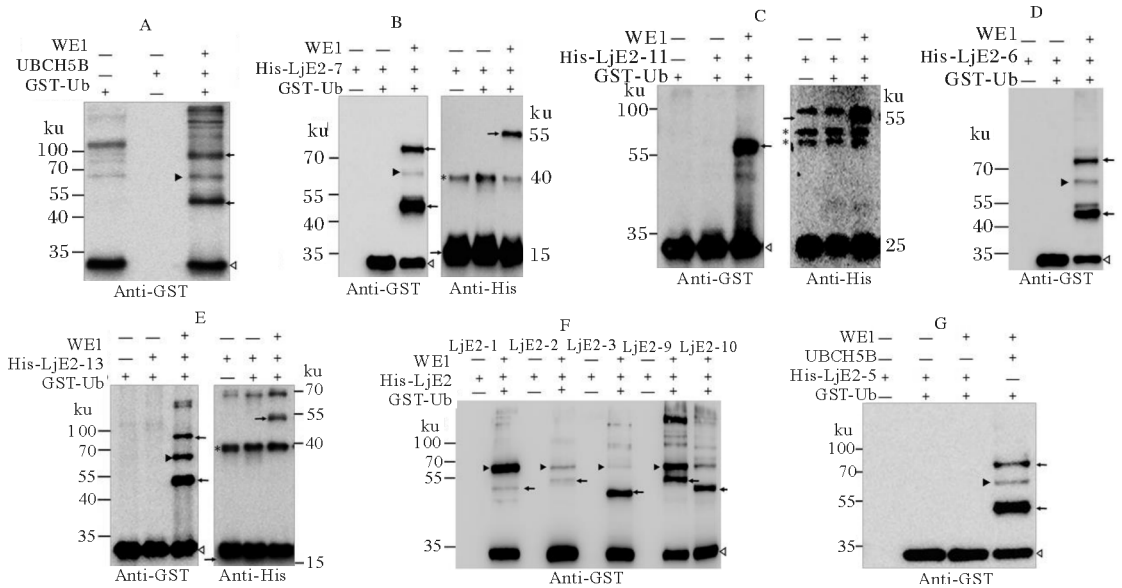 A
WE1 — — +
UBCH5B — + +
GST-Ub + — +
ku
100
70
55
40
35
Anti-GST
B
WE1 — — + — — +
His-LjE2-7 + + + + + +
GST-Ub — + + — + +
ku
70
55
40
35
* 
55
40
15
Anti-GST Anti-His
C
WE1 — — + — — +
His-LjE2-11 — + + + + +
GST-Ub + + + — + +
ku
100
55
35
*
*
55
25
Anti-GST Anti-His
D
WE1 — — +
His-LjE2-6 + + +
GST-Ub — + +
ku
70
55
40
35
Anti-GST
E
WE1 — — + — — +
His-LjE2-13 — + + + + +
GST-Ub + + + — + +
ku
100
70
55
40
35
*
ku
70
55
40
15
Anti-GST Anti-His
F
LjE2-1 LjE2-2 LjE2-3 LjE2-9 LjE2-10
WE1 — + — + — + — + +
His-LjE2 + + + + + + + + +
GST-Ub — + — + — + — + +
ku
100
70
55
35
Anti-GST
G
WE1 — — + +
UBCH5B — — — +
His-LjE2-5 + + + —
GST-Ub — + + +
ku
100
70
55
35
Anti-GST